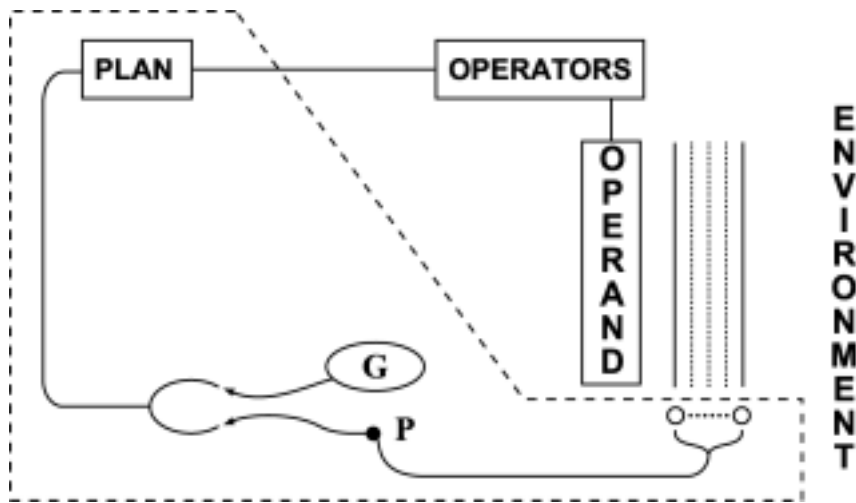 PLAN
OPERATORS
OPERAND
ENVIRONMENT
G
P